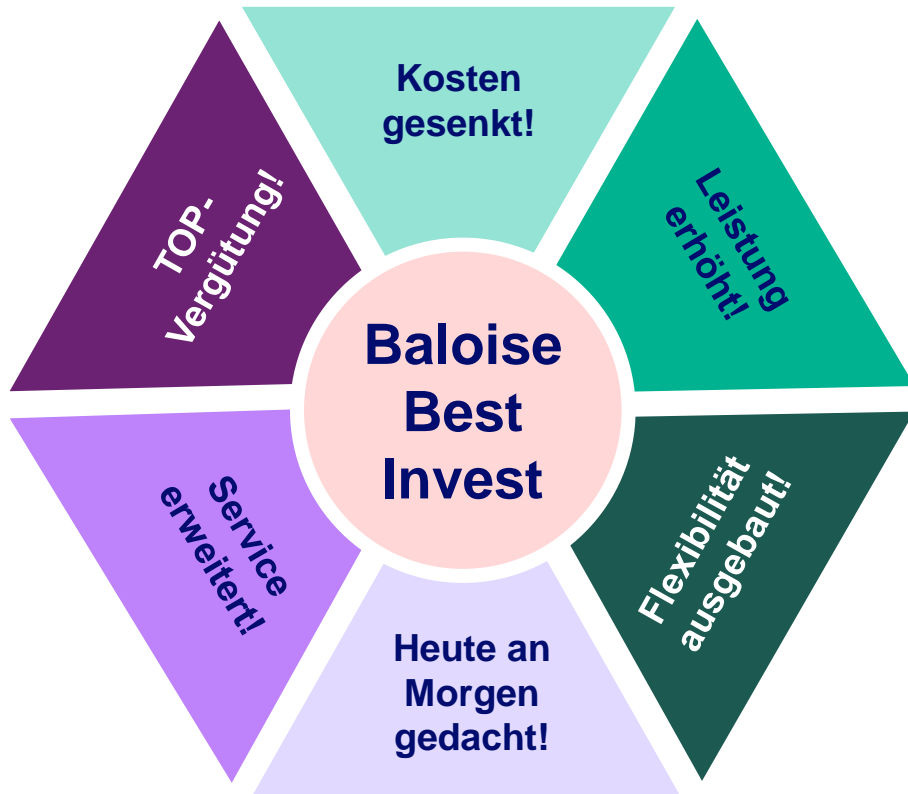 Kosten
gesenkt!
Leistung
erhöht!
Flexibilität
ausgebaut!
Heute an
Morgen
gedacht!
Service
erweitert!
TOP-
Vergütung!
Baloise
Best
Invest